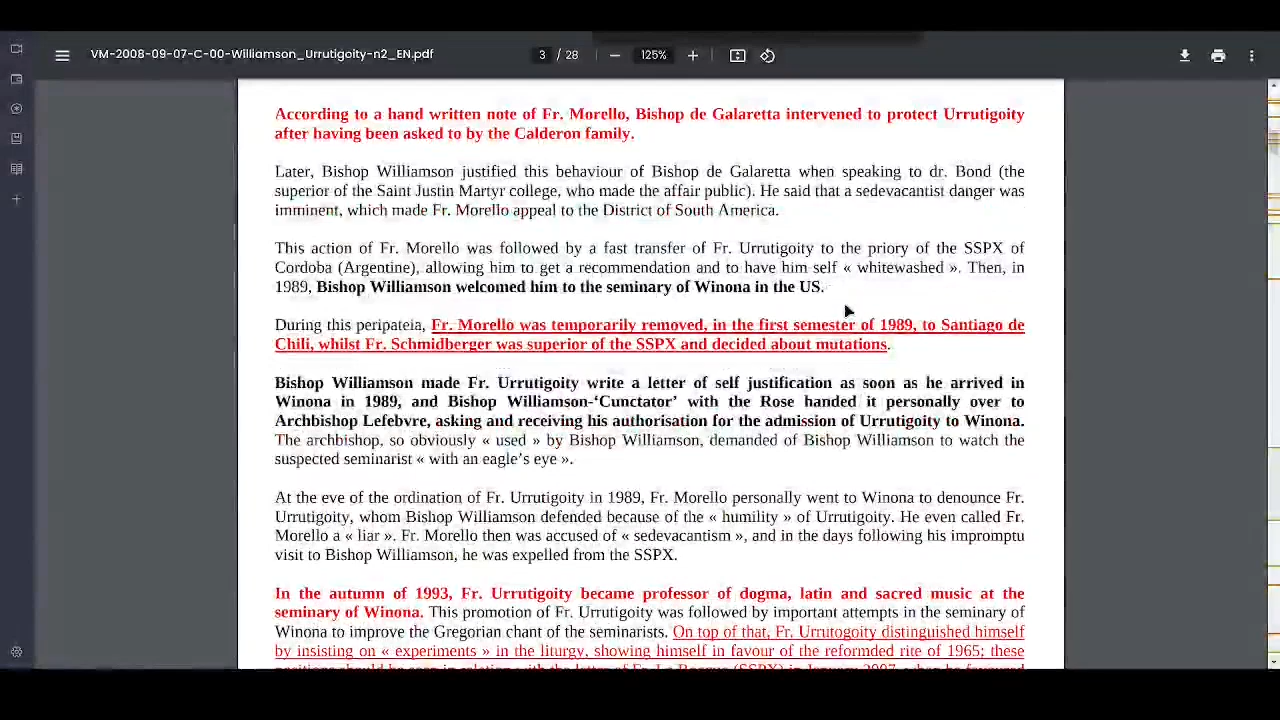 VM-2008-09-07-C-00-Williamson_Urrutigoity-n2_EN.pdf
3 / 28
125%
According to a hand written note of Fr. Morello, Bishop de Galaretta intervened to protect Urrutigoity
after having been asked to by the Calderon family.
Later, Bishop Williamson justified this behaviour of Bishop de Galaretta when speaking to dr. Bond (the
superior of the Saint Justin Martyr college, who made the affair public). He said that a sedevacantist danger was
imminent, which made Fr. Morello appeal to the District of South America.
This action of Fr. Morello was followed by a fast transfer of Fr. Urrutigoity to the priory of the SSPX of
Cordoba (Argentine), allowing him to get a recommendation and to have him self « whitewashed ». Then, in
1989, Bishop Williamson welcomed him to the seminary of Winona in the US.
During this peripateia, Fr. Morello was temporarily removed, in the first semester of 1989, to Santiago de
Chili, whilst Fr. Schmidberger was superior of the SSPX and decided about mutations.
Bishop Williamson made Fr. Urrutigoity write a letter of self justification as soon as he arrived in
Winona in 1989, and Bishop Williamson-‘Cunctator’ with the Rose handed it personally over to
Archbishop Lefebvre, asking and receiving his authorisation for the admission of Urrutigoity to Winona.
The archbishop, so obviously « used » by Bishop Williamson, demanded of Bishop Williamson to watch the
suspected seminarist « with an eagle’s eye ».
At the eve of the ordination of Fr. Urrutigoity in 1989, Fr. Morello personally went to Winona to denounce Fr.
Urrutigoity, whom Bishop Williamson defended because of the « humility » of Urrutigoity. He even called Fr.
Morello a « liar ». Fr. Morello then was accused of « sedevacantism », and in the days following his impromptu
visit to Bishop Williamson, he was expelled from the SSPX.
In the autumn of 1993, Fr. Urrutigoity became professor of dogma, latin and sacred music at the
seminary of Winona. This promotion of Fr. Urrutigoity was followed by important attempts in the seminary of
Winona to improve the Gregorian chant of the seminarists. On top of that, Fr. Urrutogoity distinguished himself
by insisting on « experiments » in the liturgy, showing himself in favour of the reformded rite of 1965; these